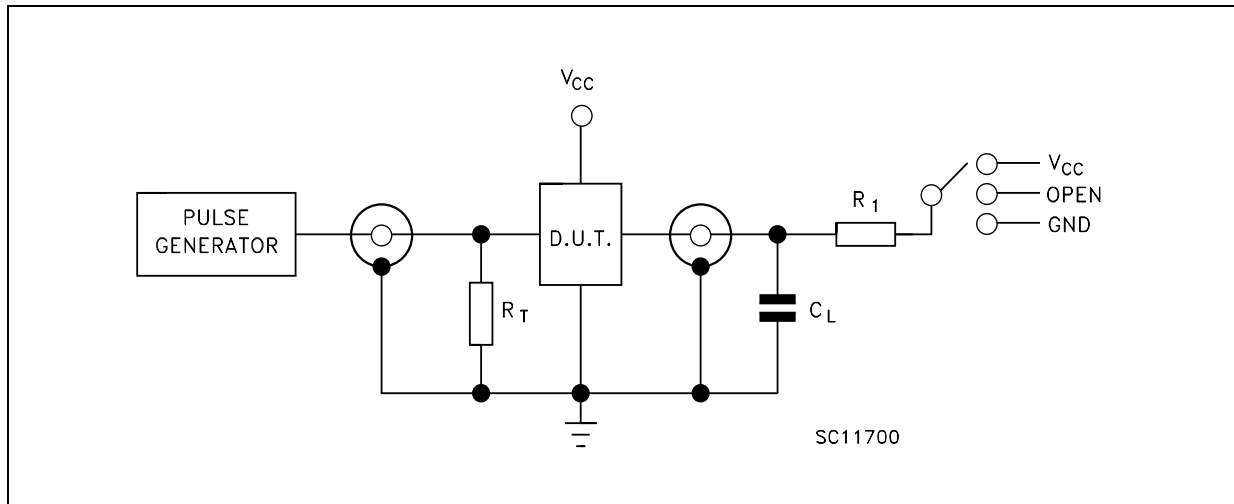 VCC
PULSE
GENERATOR
D.U.T.
RT
CL
R1
VCC
OPEN
GND
SC11700